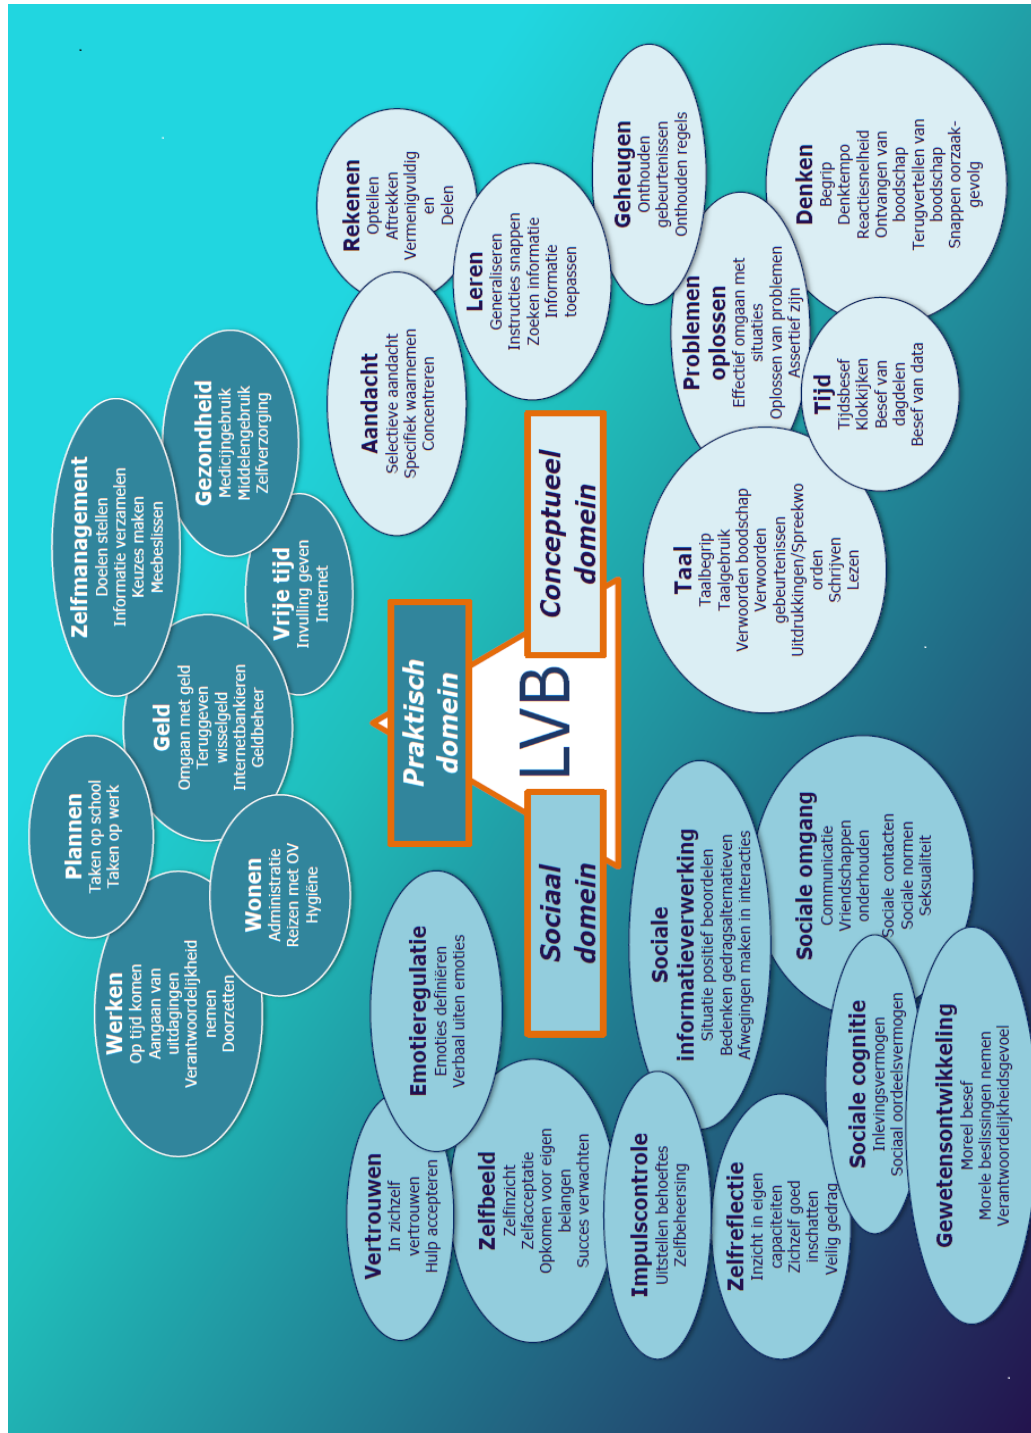 Plannen
Taken op school
Taken op werk
Zelfmanagement
Doelen stellen
Informatie verzamelen
Keuzes maken
Meebeslissen
Werken
Op tijd komen
Aangaan van
uitdagingen
Verantwoordelijkheid
nemen
Doorzetten
Geld
Omgaan met geld
Teruggeven
wisselgeld
Internetbankieren
Geldbeheer
Gezondheid
Medicijngebruik
Middelengebruik
Zelfverzorging
Wonen
Administratie
Reizen met OV
Hygiëne
Vrije tijd
Invulling geven
Internet
Praktisch
domein
LVB
Sociaal
domein
Conceptueel
domein
Vertrouwen
In zichzelf
vertrouwen
Hulp accepteren
Emotieregulatie
Emoties definiëren
Verbaal uiten emoties
Zelfbeeld
Zelfinzicht
Zelfacceptatie
Opkomen voor eigen
belangen
Succes verwachten
Impulscontrole
Uitstellen behoeftes
Zelfbeheersing
Sociale
informatieverwerking
Situatie positief beoordelen
Bedenken gedragsalternatieven
Afwegingen maken in interacties
Zelfreflectie
Inzicht in eigen
capaciteiten
Zichzelf goed
inschatten
Veilig gedrag
Sociale omgang
Communicatie
Vriendschappen
onderhouden
Sociale contacten
Sociale normen
Seksualiteit
Sociale cognitie
Inlevingsvermogen
Sociaal oordeelsvermogen
Gewetensontwikkeling
Moreel besef
Morele beslissingen nemen
Verantwoordelijkheidsgevoel
Aandacht
Selectieve aandacht
Specifiek waarnemen
Concentreren
Rekenen
Optellen
Aftrekken
Vermenigvuldig
en
Delen
Leren
Generaliseren
Instructies snappen
Zoeken informatie
Informatie
toepassen
Geheugen
Onthouden
gebeurtenissen
Onthouden regels
Problemen
oplossen
Effectief omgaan met
situaties
Oplossen van problemen
Assertief zijn
Taal
Taalbegrip
Taalgebruik
Verwoorden boodschap
Verwoorden
gebeurtenissen
Uitdrukkingen/Spreekwo
orden
Schrijven
Lezen
Tijd
Tijdsbesef
Klokkijken
Besef van
dagdelen
Besef van data
Denken
Begrip
Denktempo
Reactiesnelheid
Ontvangen van
boodschap
Terugvertellen van
boodschap
Snappen oorzaak-
gevolg